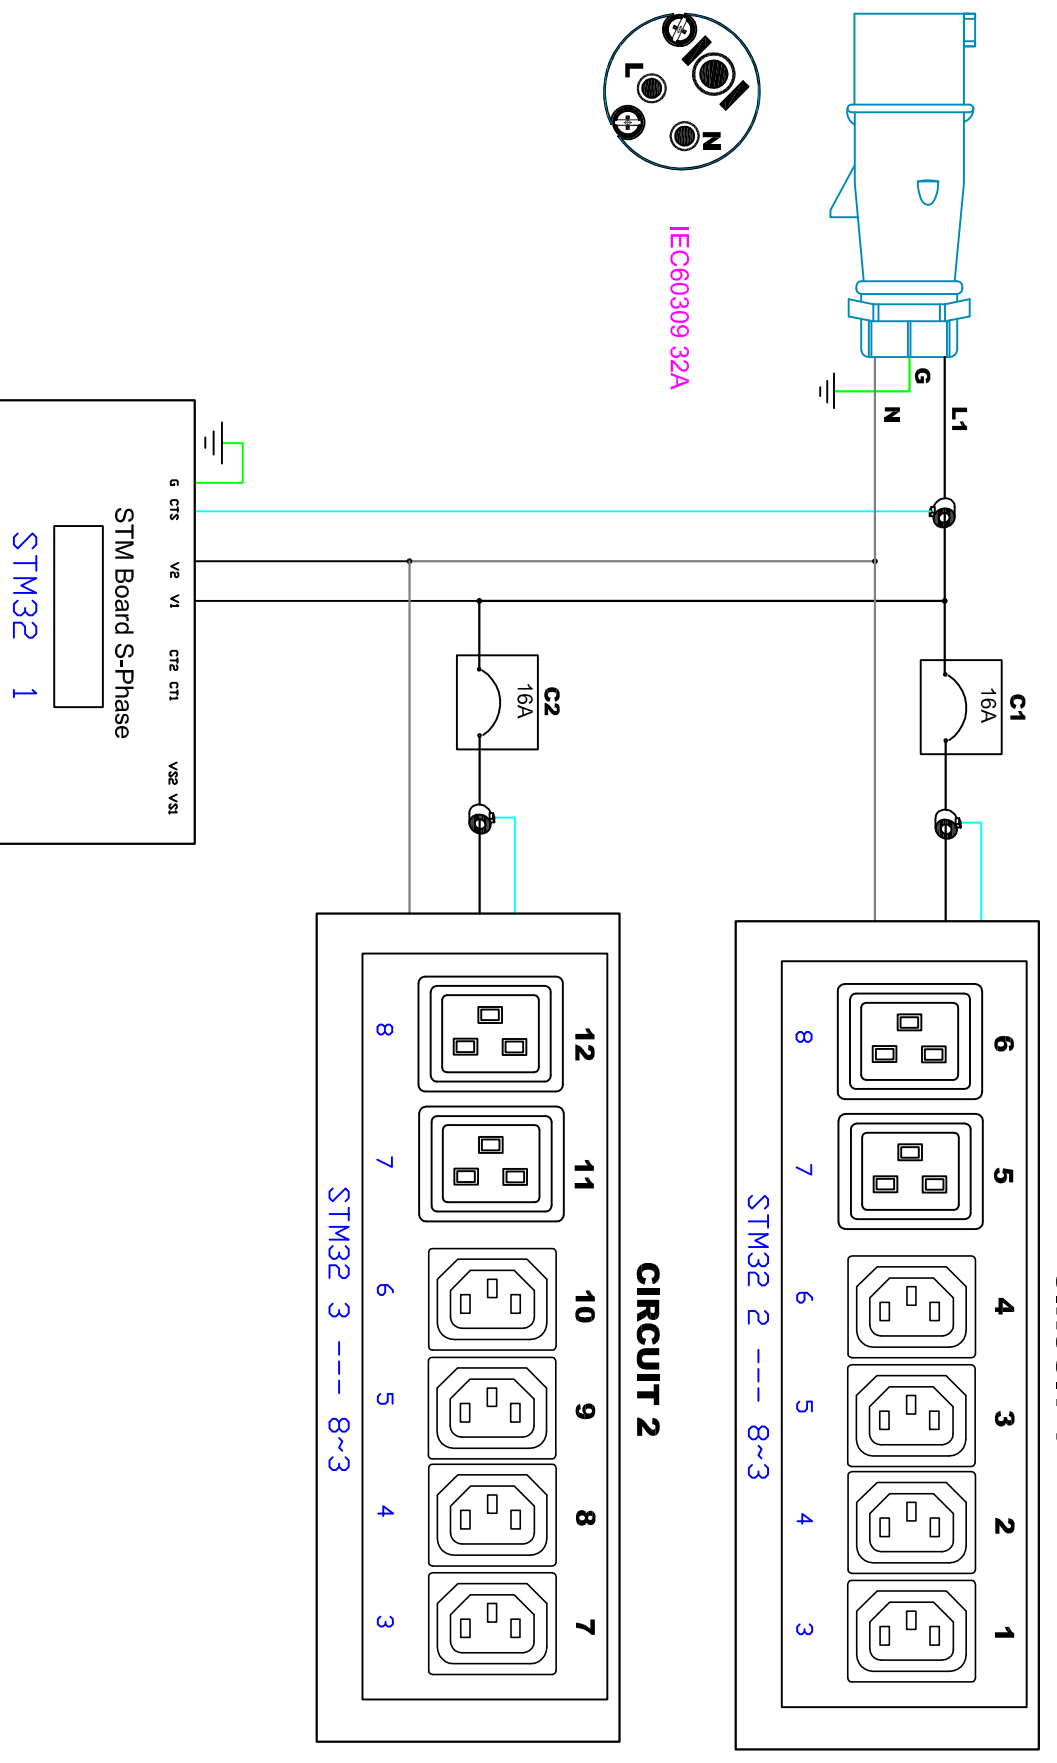 L
N
IEC60309 32A
G
N
L1
G
CTS
V2
V1
CT2
CT1
VS2
VS1
STM Board S-Phase
STM32 1
C1
16A
C2
16A
6
5
4
3
2
1
8
7
6
5
4
3
STM32 2 --- 8~3
CIRCUIT 2
12
11
10
9
8
7
8
7
6
5
4
3
STM32 3 --- 8~3